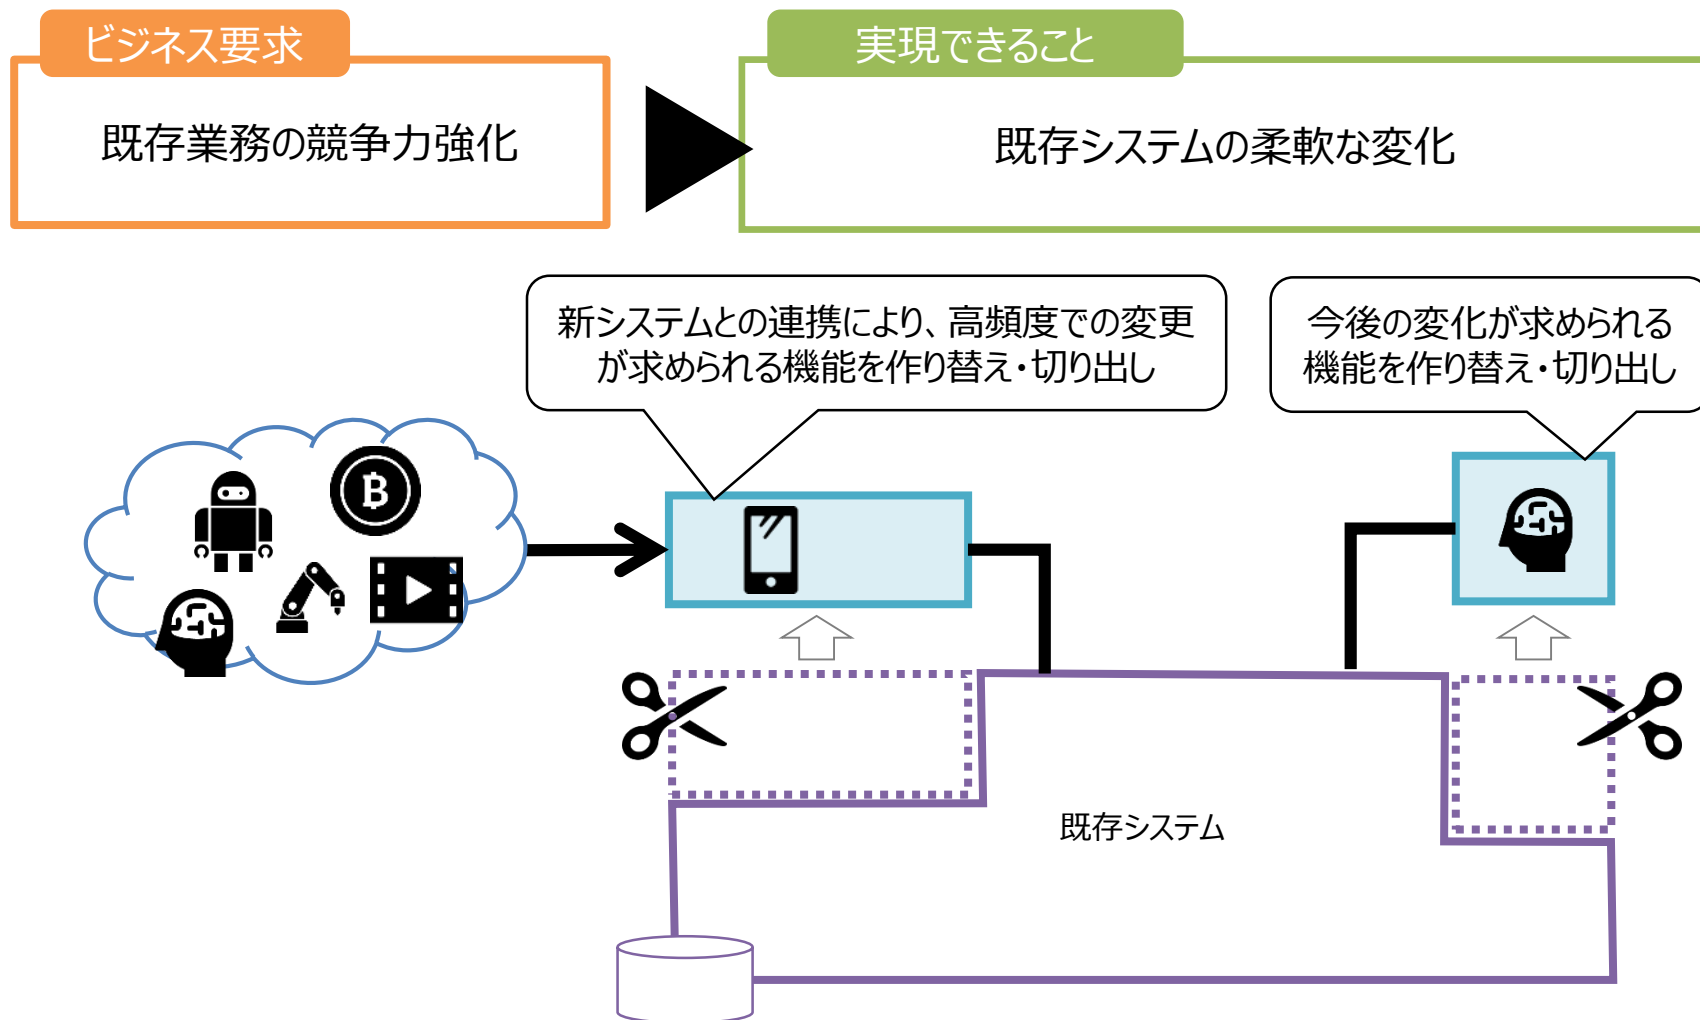 ビジネス要求
実現できること
既存業務の競争力強化
既存システムの柔軟な変化
新システムとの連携により、高頻度での変更
が求められる機能を作り替え・切り出し
今後の変化が求められる
機能を作り替え・切り出し
既存システム